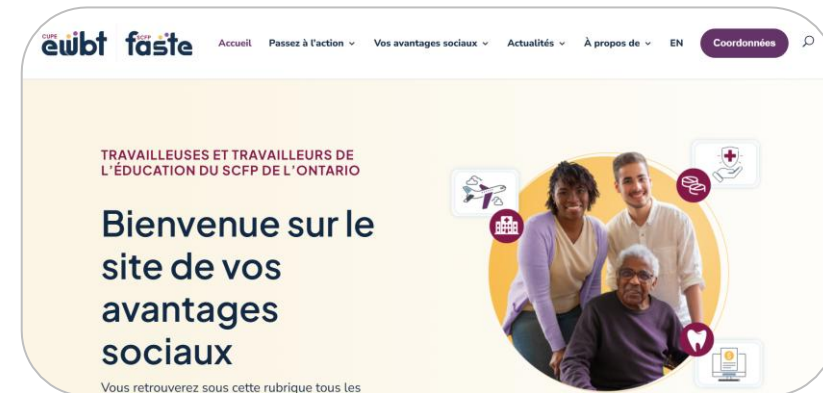 CUPE ewbt SCFP faste Accueil Passez à l'action Vos avantages sociaux Actualités À propos de EN Coordonnées
TRAVAILLEUSES ET TRAVAILLEURS DE
L'ÉDUCATION DU SCFP DE L'ONTARIO
Bienvenue sur le
site de vos
avantages
sociaux
Vous retrouverez sous cette rubrique tous les